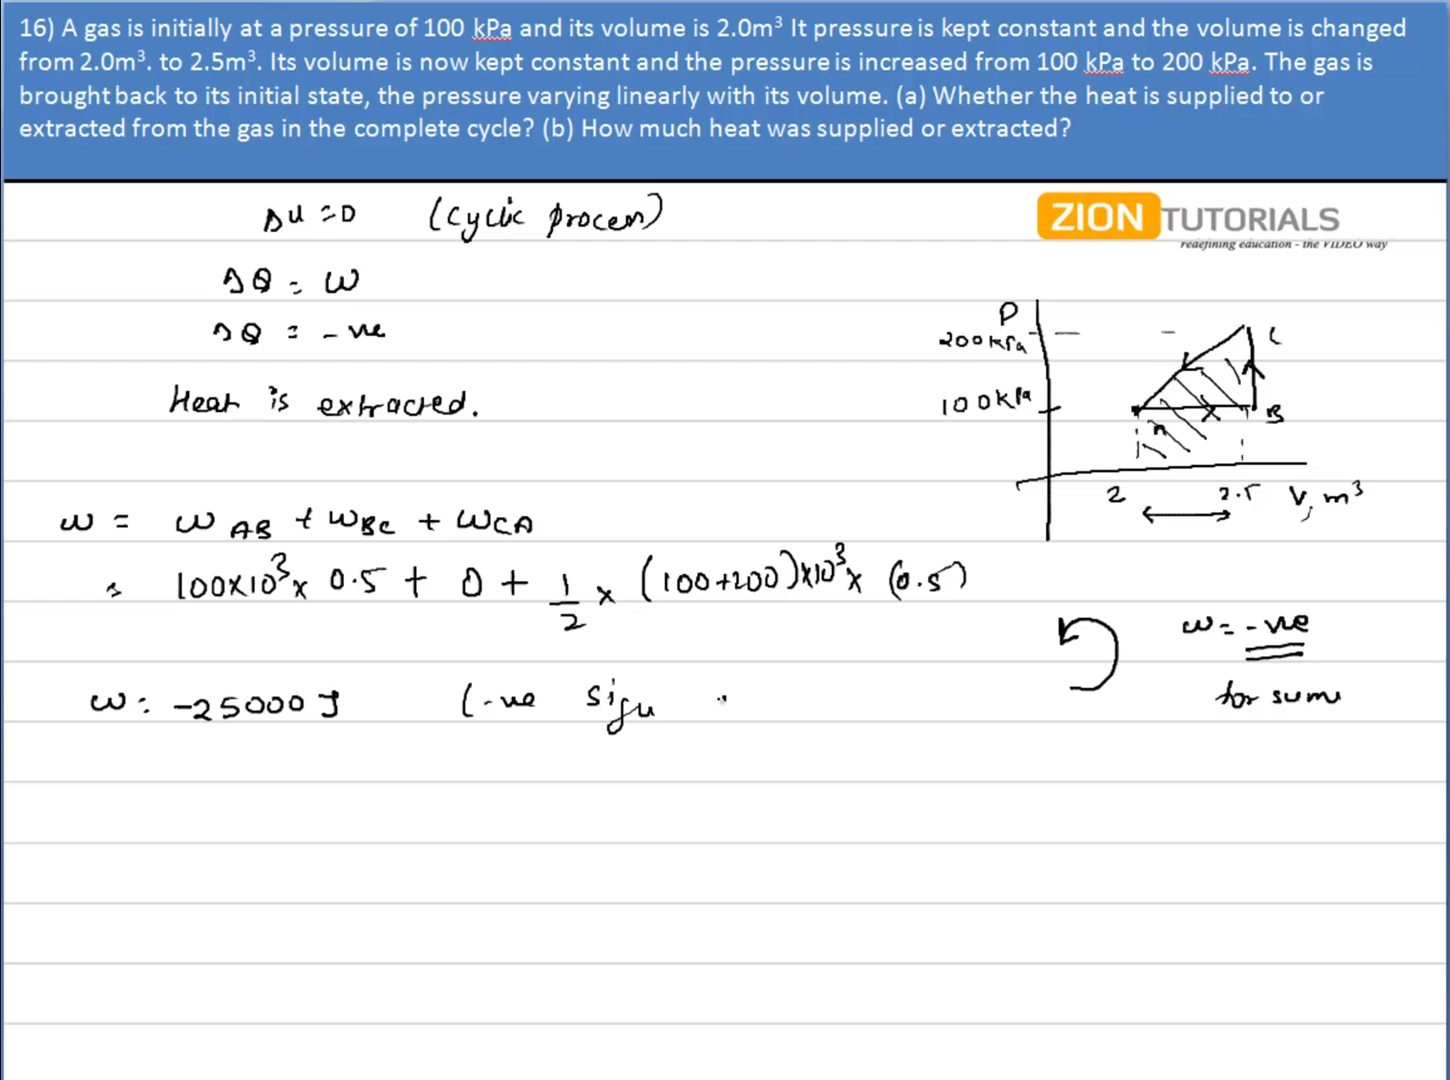 16) A gas is initially at a pressure of 100 kPa and its volume is 2.0m³ It pressure is kept constant and the volume is changed
from 2.0m³. to 2.5m³. Its volume is now kept constant and the pressure is increased from 100 kPa to 200 kPa. The gas is
brought back to its initial state, the pressure varying linearly with its volume. (a) Whether the heat is supplied to or
extracted from the gas in the complete cycle? (b) How much heat was supplied or extracted?
ΔU = 0 (Cyclic process)
ZION TUTORIALS
redefining education - the VIDEO way
ΔQ = W
ΔQ = -ve
Heat is extracted.
P
200kPa
C
100kPa
B
A
2
2.5
V, m³
W = W_AB + W_BC + W_CA
= 100×10³ × 0.5 + 0 + 1/2 × (100+200)×10³ × (0.5)
W = -ve
W = -25000 J (-ve sign
for sum